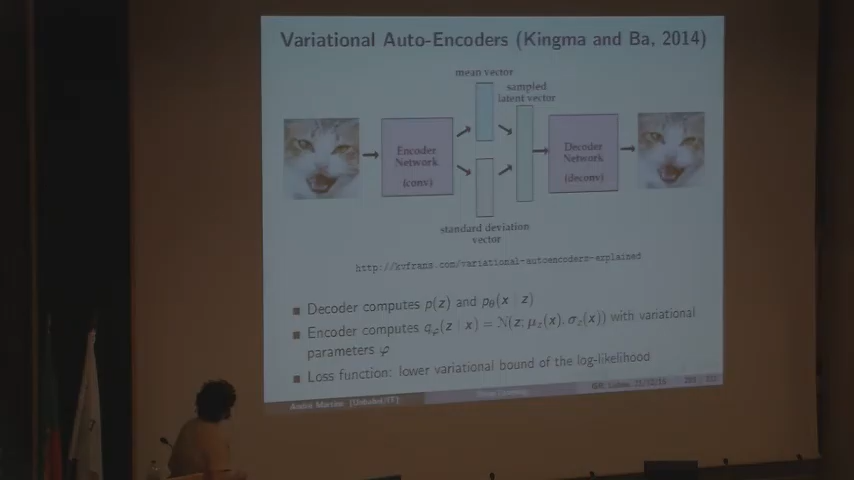 Variational Auto-Encoders (Kingma and Ba, 2014)
mean vector
sampled
latent vector
Encoder
Network
(conv)
Decoder
Network
(deconv)
standard deviation
vector
http://kvfrans.com/variational-autoencoders-explained
■ Decoder computes p(z) and pθ(x | z)
■ Encoder computes qφ(z | x) = N(z; μz(x), σz(x)) with variational
parameters φ
■ Loss function: lower variational bound of the log-likelihood
André Martins (Unbabel/IT)